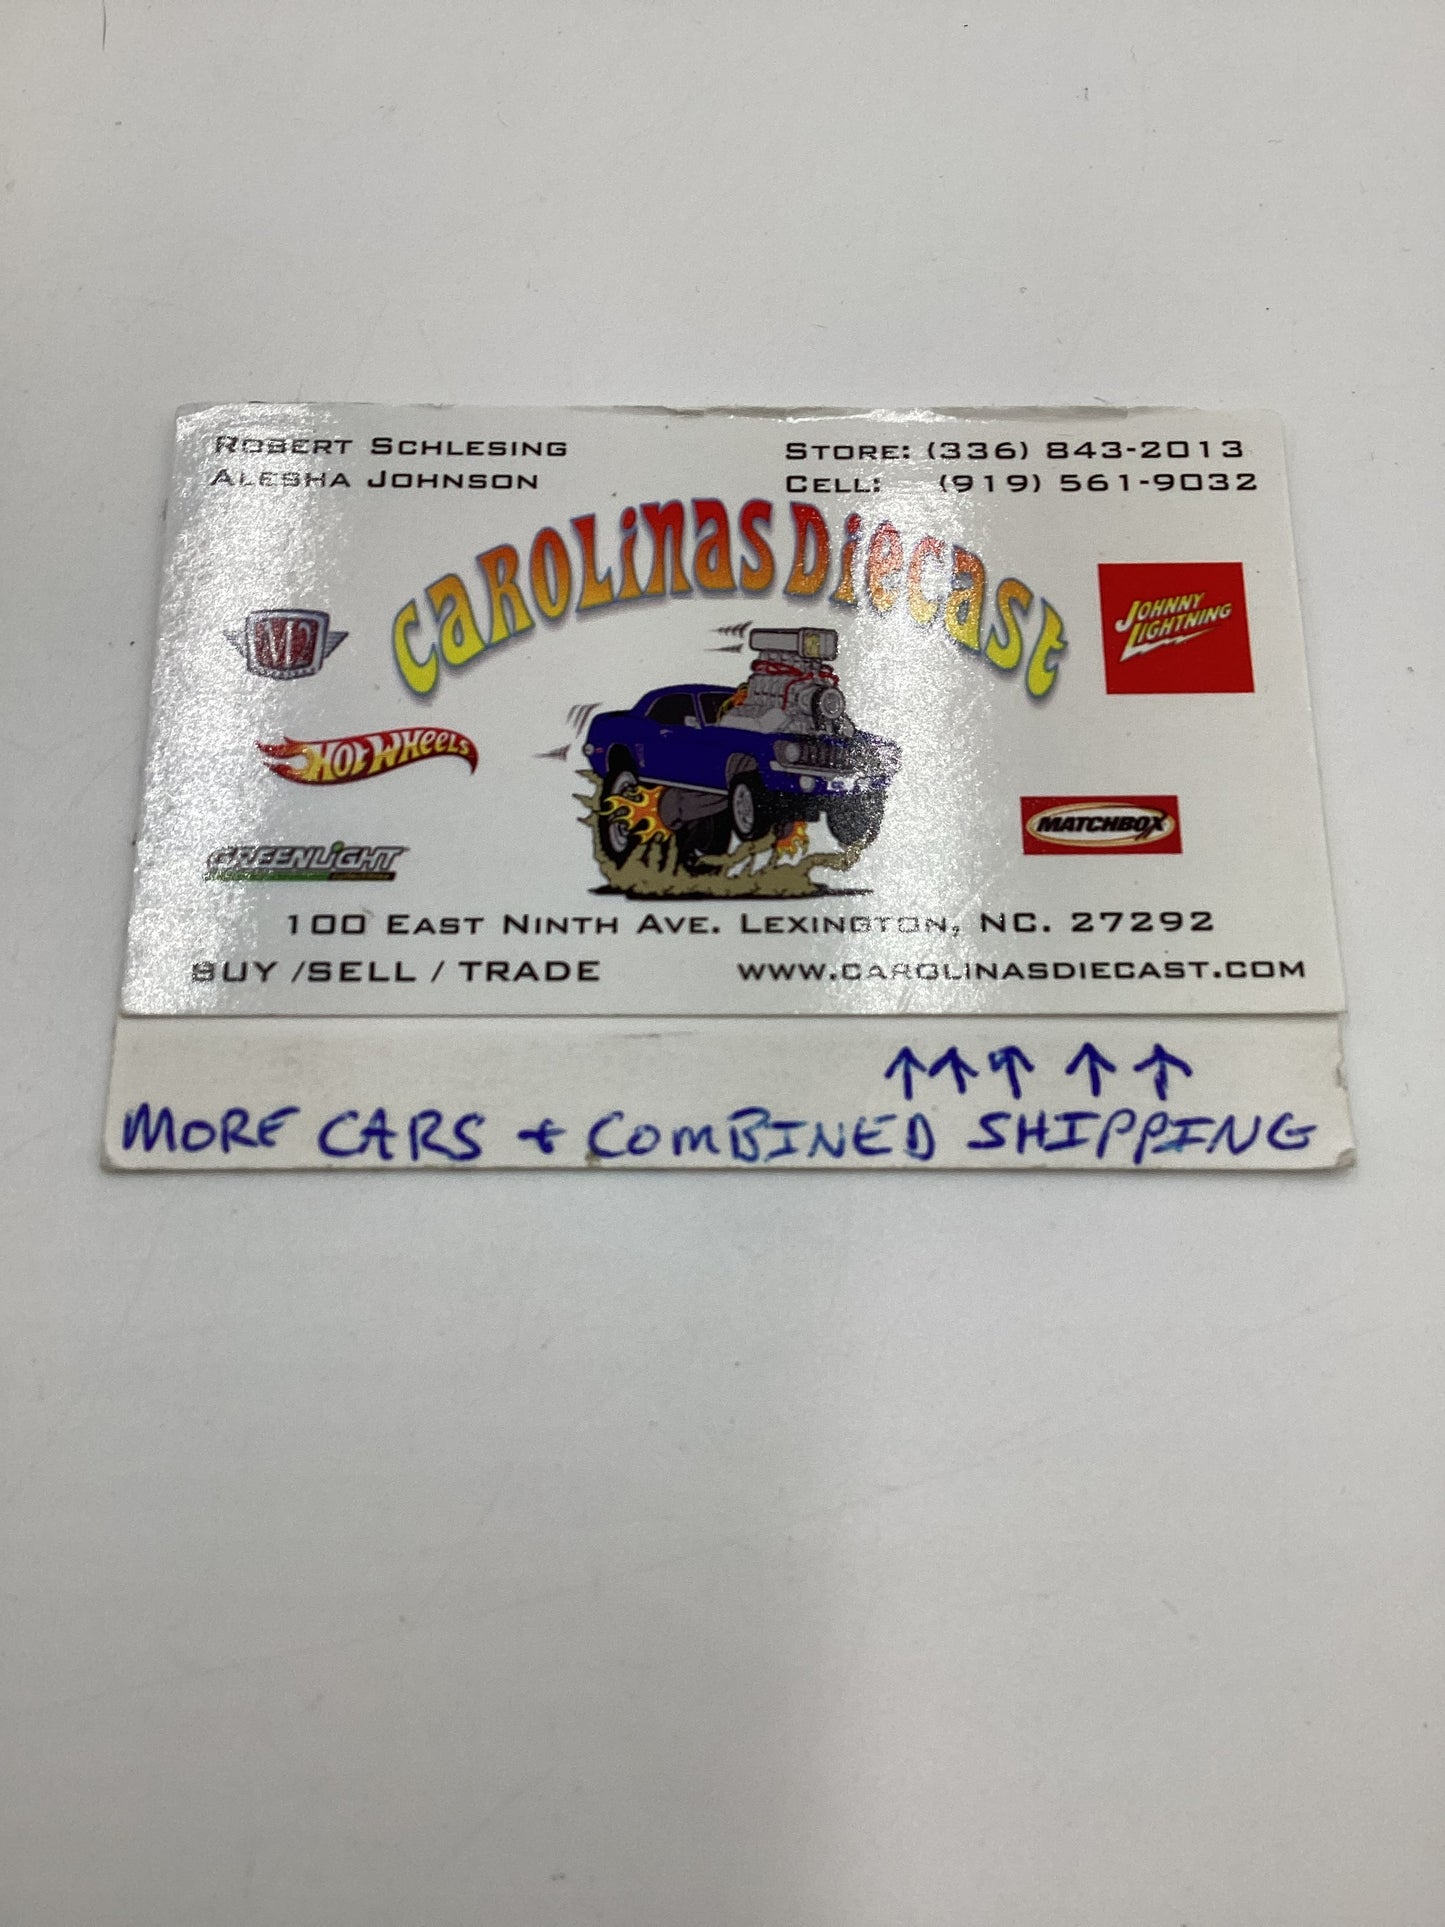 ROBERT SCHLESING
ALESHA JOHNSON
STORE: (336) 843-2013
CELL: (919) 561-9032
CAROLINAS DIECAST
M2
JOHNNY
LIGHTNING
HOT WHEELS
MATCHBOX
GREENLIGHT
100 EAST NINTH AVE. LEXINGTON, NC. 27292
BUY /SELL / TRADE
WWW.CAROLINASDIECAST.COM
↑↑↑↑↑
MORE CARS + COMBINED SHIPPING